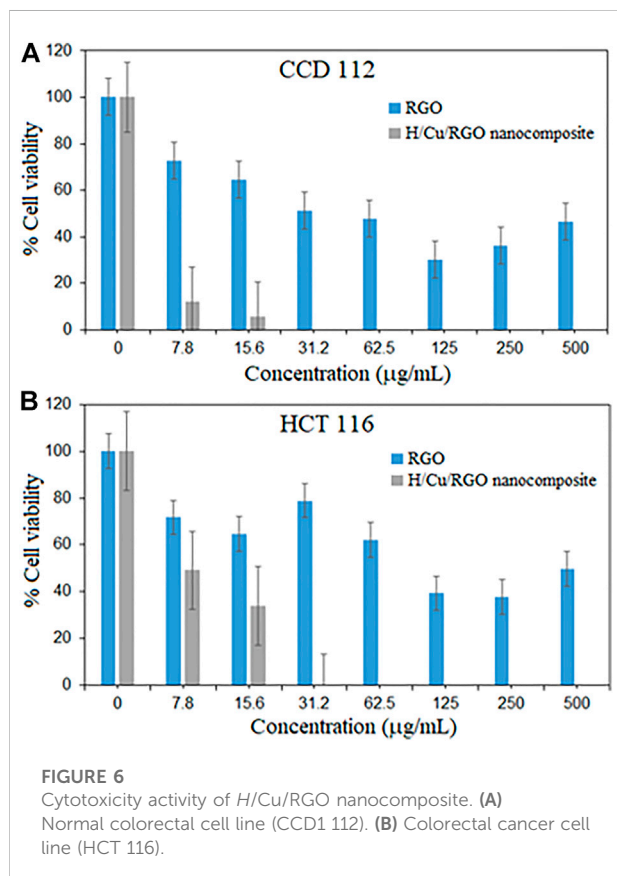 A
CCD 112
RGO
H/Cu/RGO nanocomposite
% Cell viability
120
100
80
60
40
20
0
0 7.8 15.6 31.2 62.5 125 250 500
Concentration (µg/mL)
B
HCT 116
RGO
H/Cu/RGO nanocomposite
% Cell viability
120
100
80
60
40
20
0
0 7.8 15.6 31.2 62.5 125 250 500
Concentration (µg/mL)
FIGURE 6
Cytotoxicity activity of H/Cu/RGO nanocomposite. (A)
Normal colorectal cell line (CCD1 112). (B) Colorectal cancer cell
line (HCT 116).